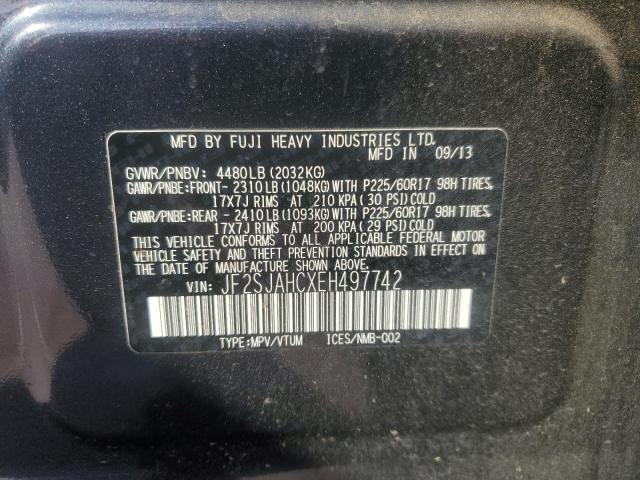 MFD BY FUJI HEAVY INDUSTRIES LTD.
MFD IN 09/13
GVWR/PNBV: 4480LB (2032KG)
GAWR/PNBE:FRONT- 2310LB(1048KG)WITH P225/60R17 98H TIRES,
17X7J RIMS AT 210 KPA(30 PSI)COLD
GAWR/PNBE:REAR - 2410LB(1093KG)WITH P225/60R17 98H TIRES,
17X7J RIMS AT 200 KPA(29 PSI)COLD
THIS VEHICLE CONFORMS TO ALL APPLICABLE FEDERAL MOTOR
VEHICLE SAFETY AND THEFT PREVENTION STANDARDS IN EFFECT ON
THE DATE OF MANUFACTURE SHOWN ABOVE.
VIN: JF2SJAHCXEH497742
TYPE:MPV/VTUM ICES/NMB-002